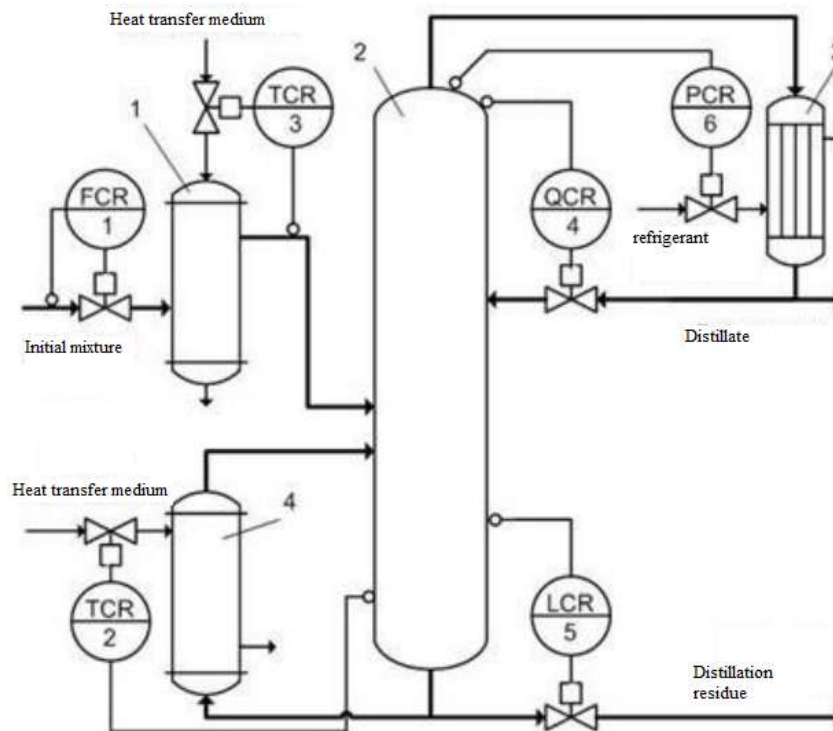 Heat transfer medium
2
3
TCR
3
PCR
6
1
FCR
1
QCR
4
refrigerant
Initial mixture
Distillate
Heat transfer medium
4
TCR
2
LCR
5
Distillation
residue